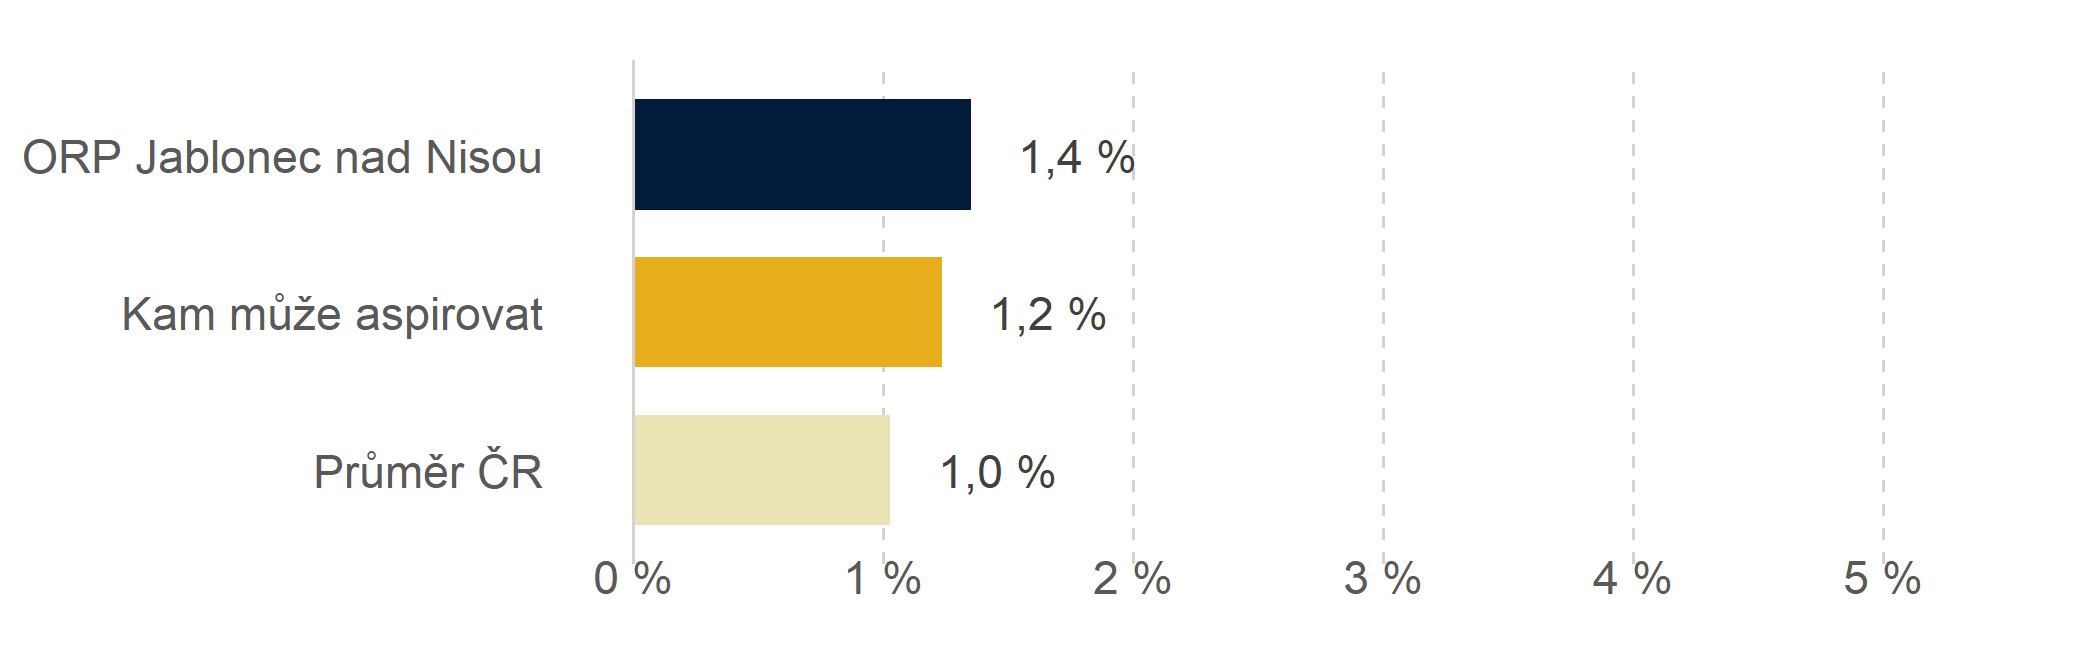 ORP Jablonec nad Nisou
1,4 %
Kam může aspirovat
1,2 %
Průměr ČR
1,0 %
0 % 1 % 2 % 3 % 4 % 5 %